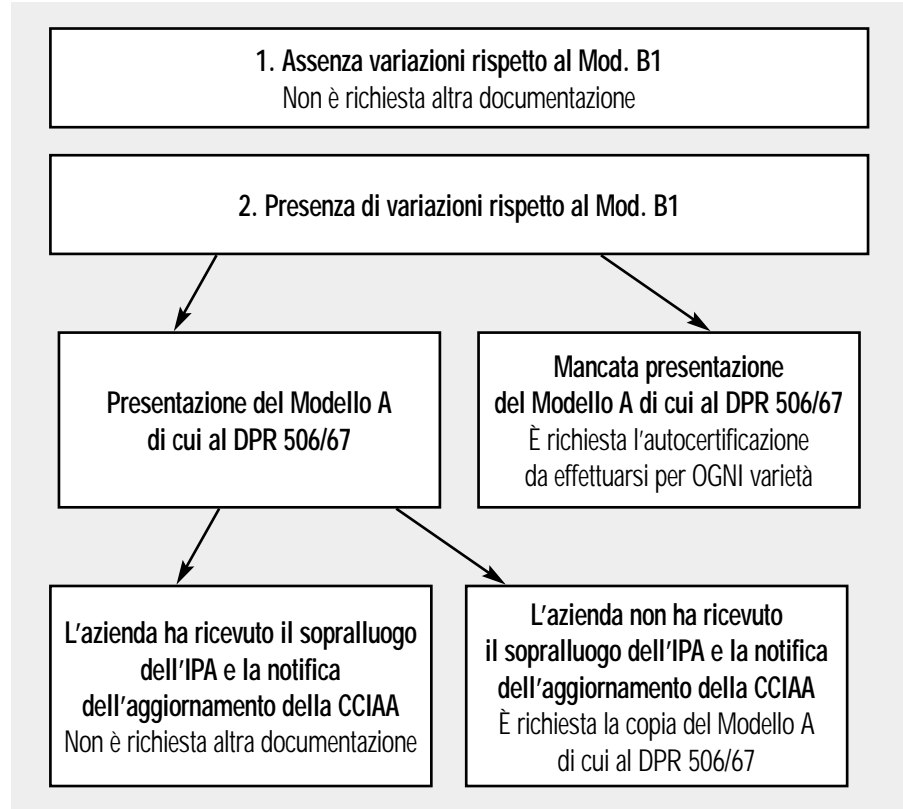 1. Assenza variazioni rispetto al Mod. B1
Non è richiesta altra documentazione
2. Presenza di variazioni rispetto al Mod. B1
Presentazione del Modello A
di cui al DPR 506/67
Mancata presentazione
del Modello A di cui al DPR 506/67
È richiesta l'autocertificazione
da effettuarsi per OGNI varietà
L'azienda ha ricevuto il sopralluogo
dell'IPA e la notifica
dell'aggiornamento della CCIAA
Non è richiesta altra documentazione
L'azienda non ha ricevuto
il sopralluogo dell'IPA e la notifica
dell'aggiornamento della CCIAA
È richiesta la copia del Modello A
di cui al DPR 506/67